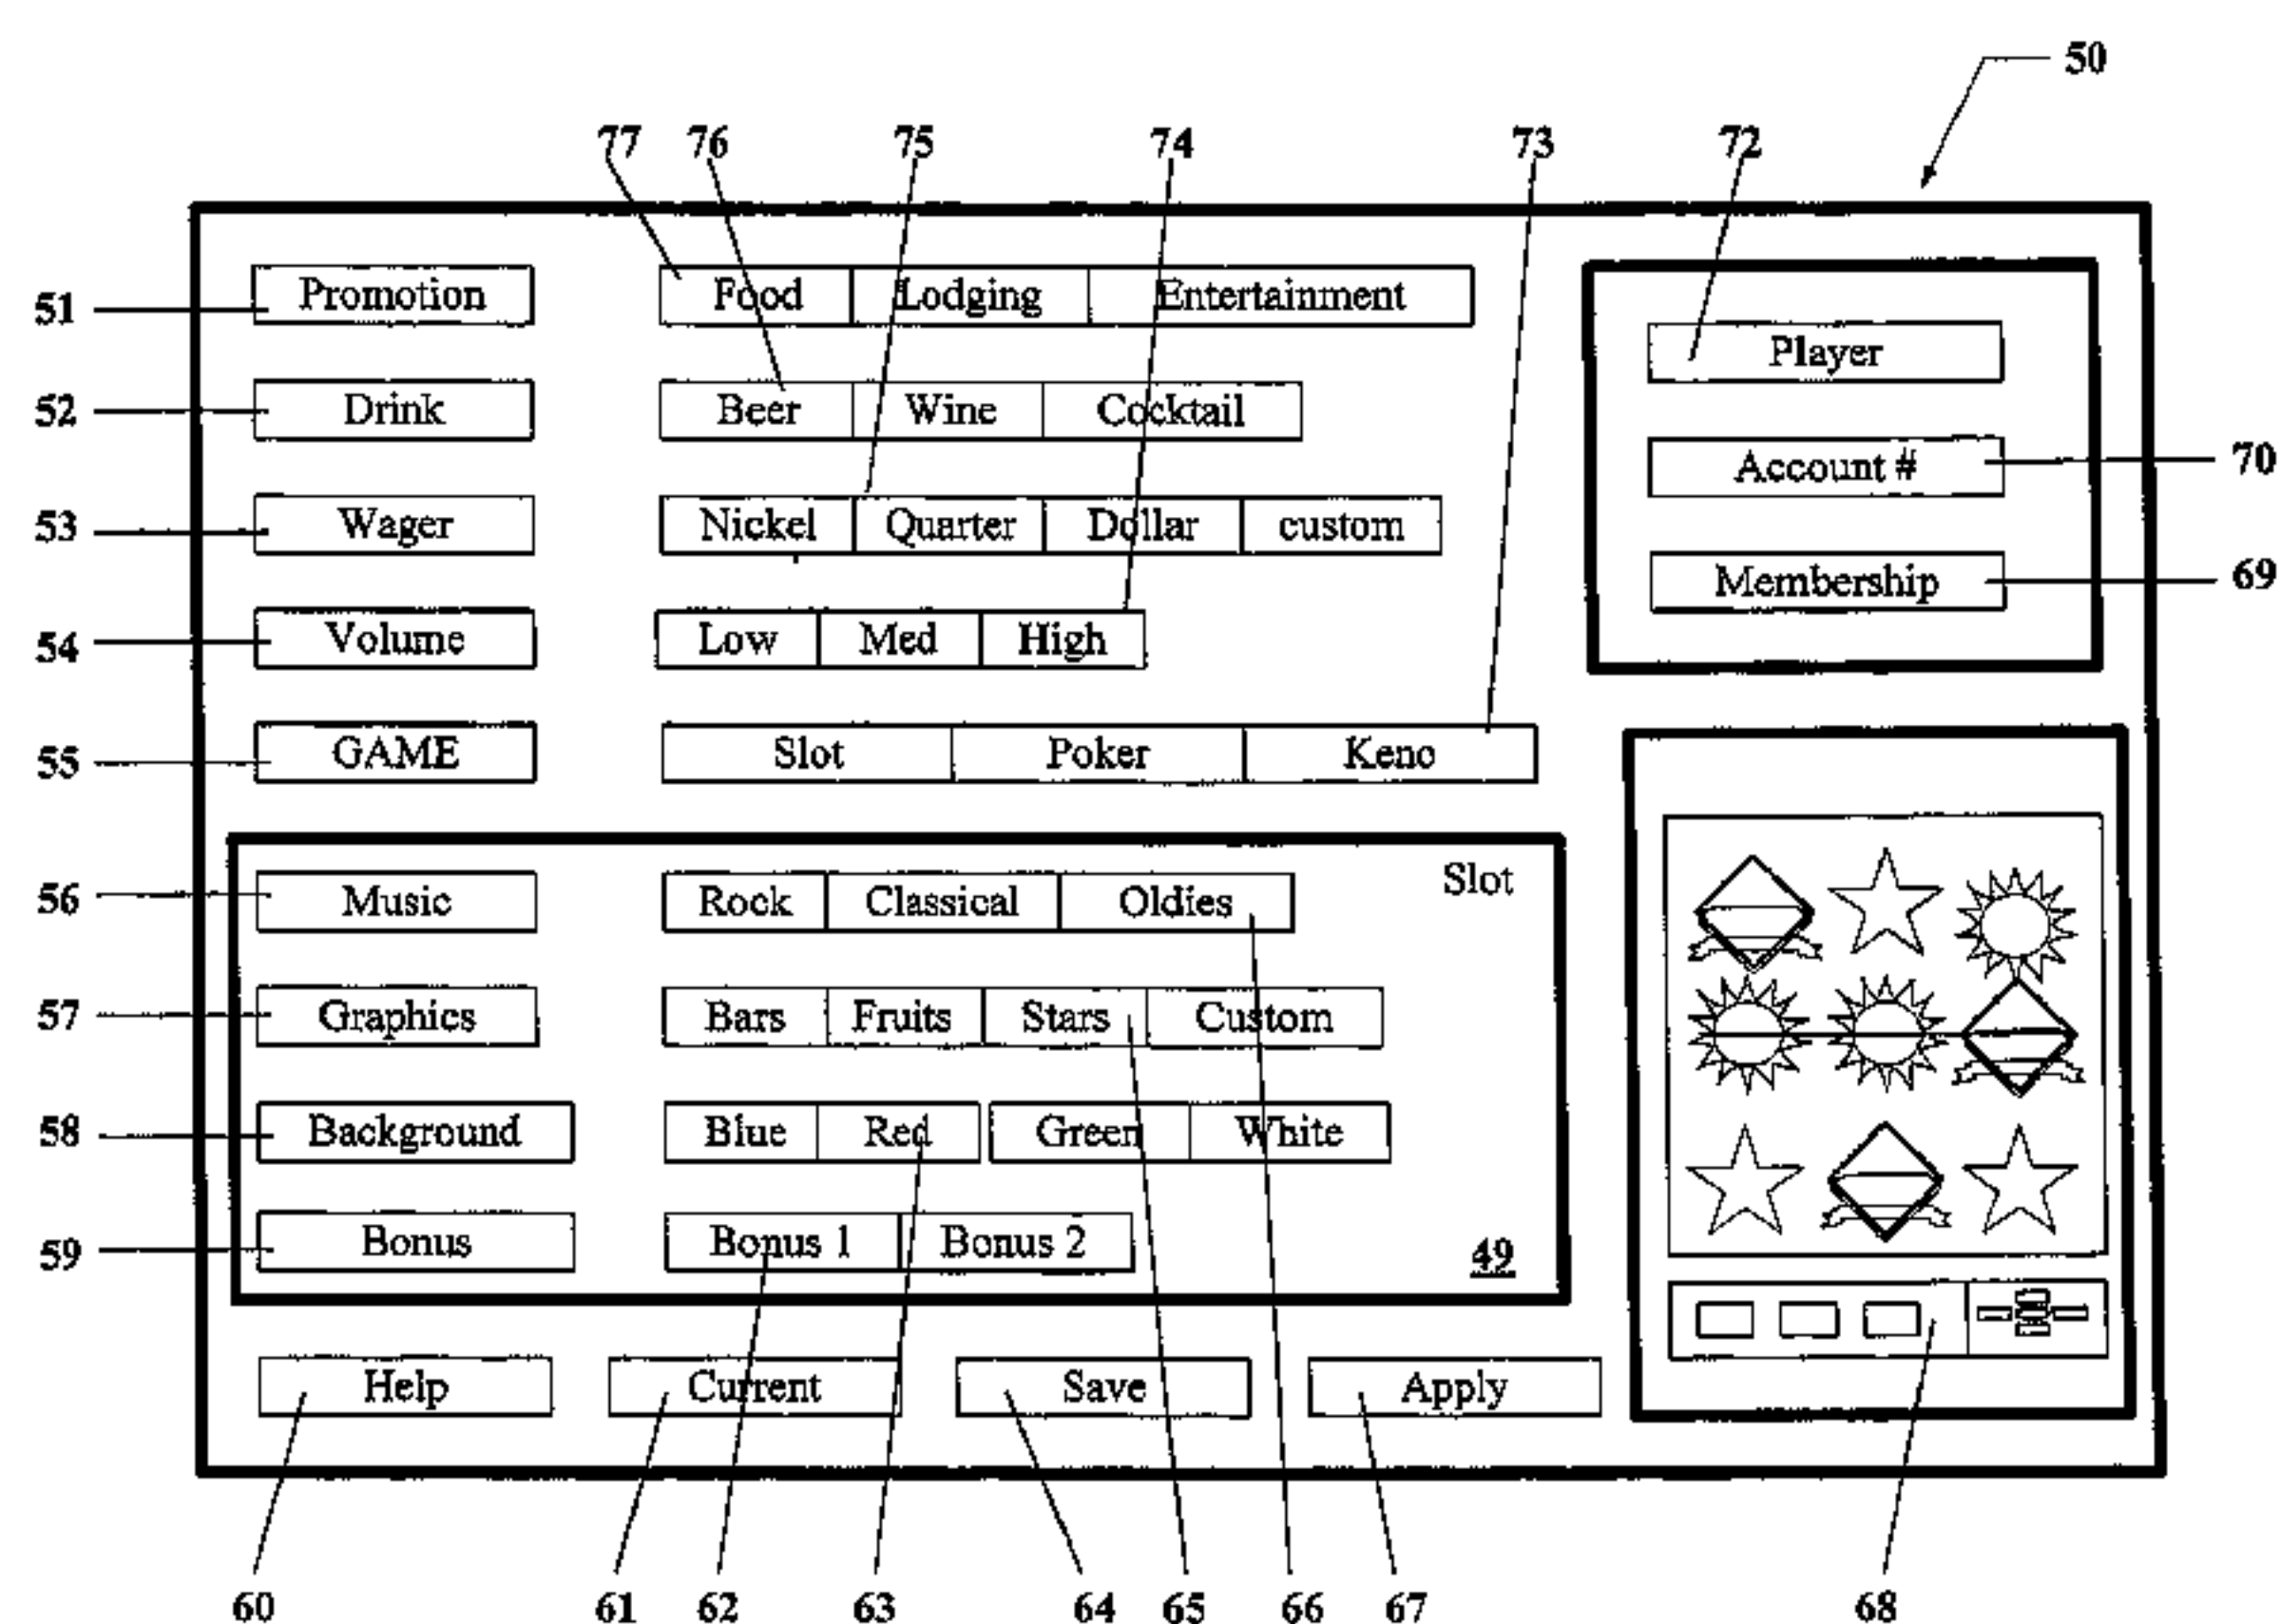 50
77 76 75 74 73 72
51 Promotion Food Lodging Entertainment
Player
52 Drink Beer Wine Cocktail
Account # 70
53 Wager Nickel Quarter Dollar custom
Membership 69
54 Volume Low Med High
55 GAME Slot Poker Keno
Slot
56 Music Rock Classical Oldies
57 Graphics Bars Fruits Stars Custom
58 Background Blue Red Green White
59 Bonus Bonus 1 Bonus 2 49
Help Current Save Apply
60 61 62 63 64 65 66 67 68